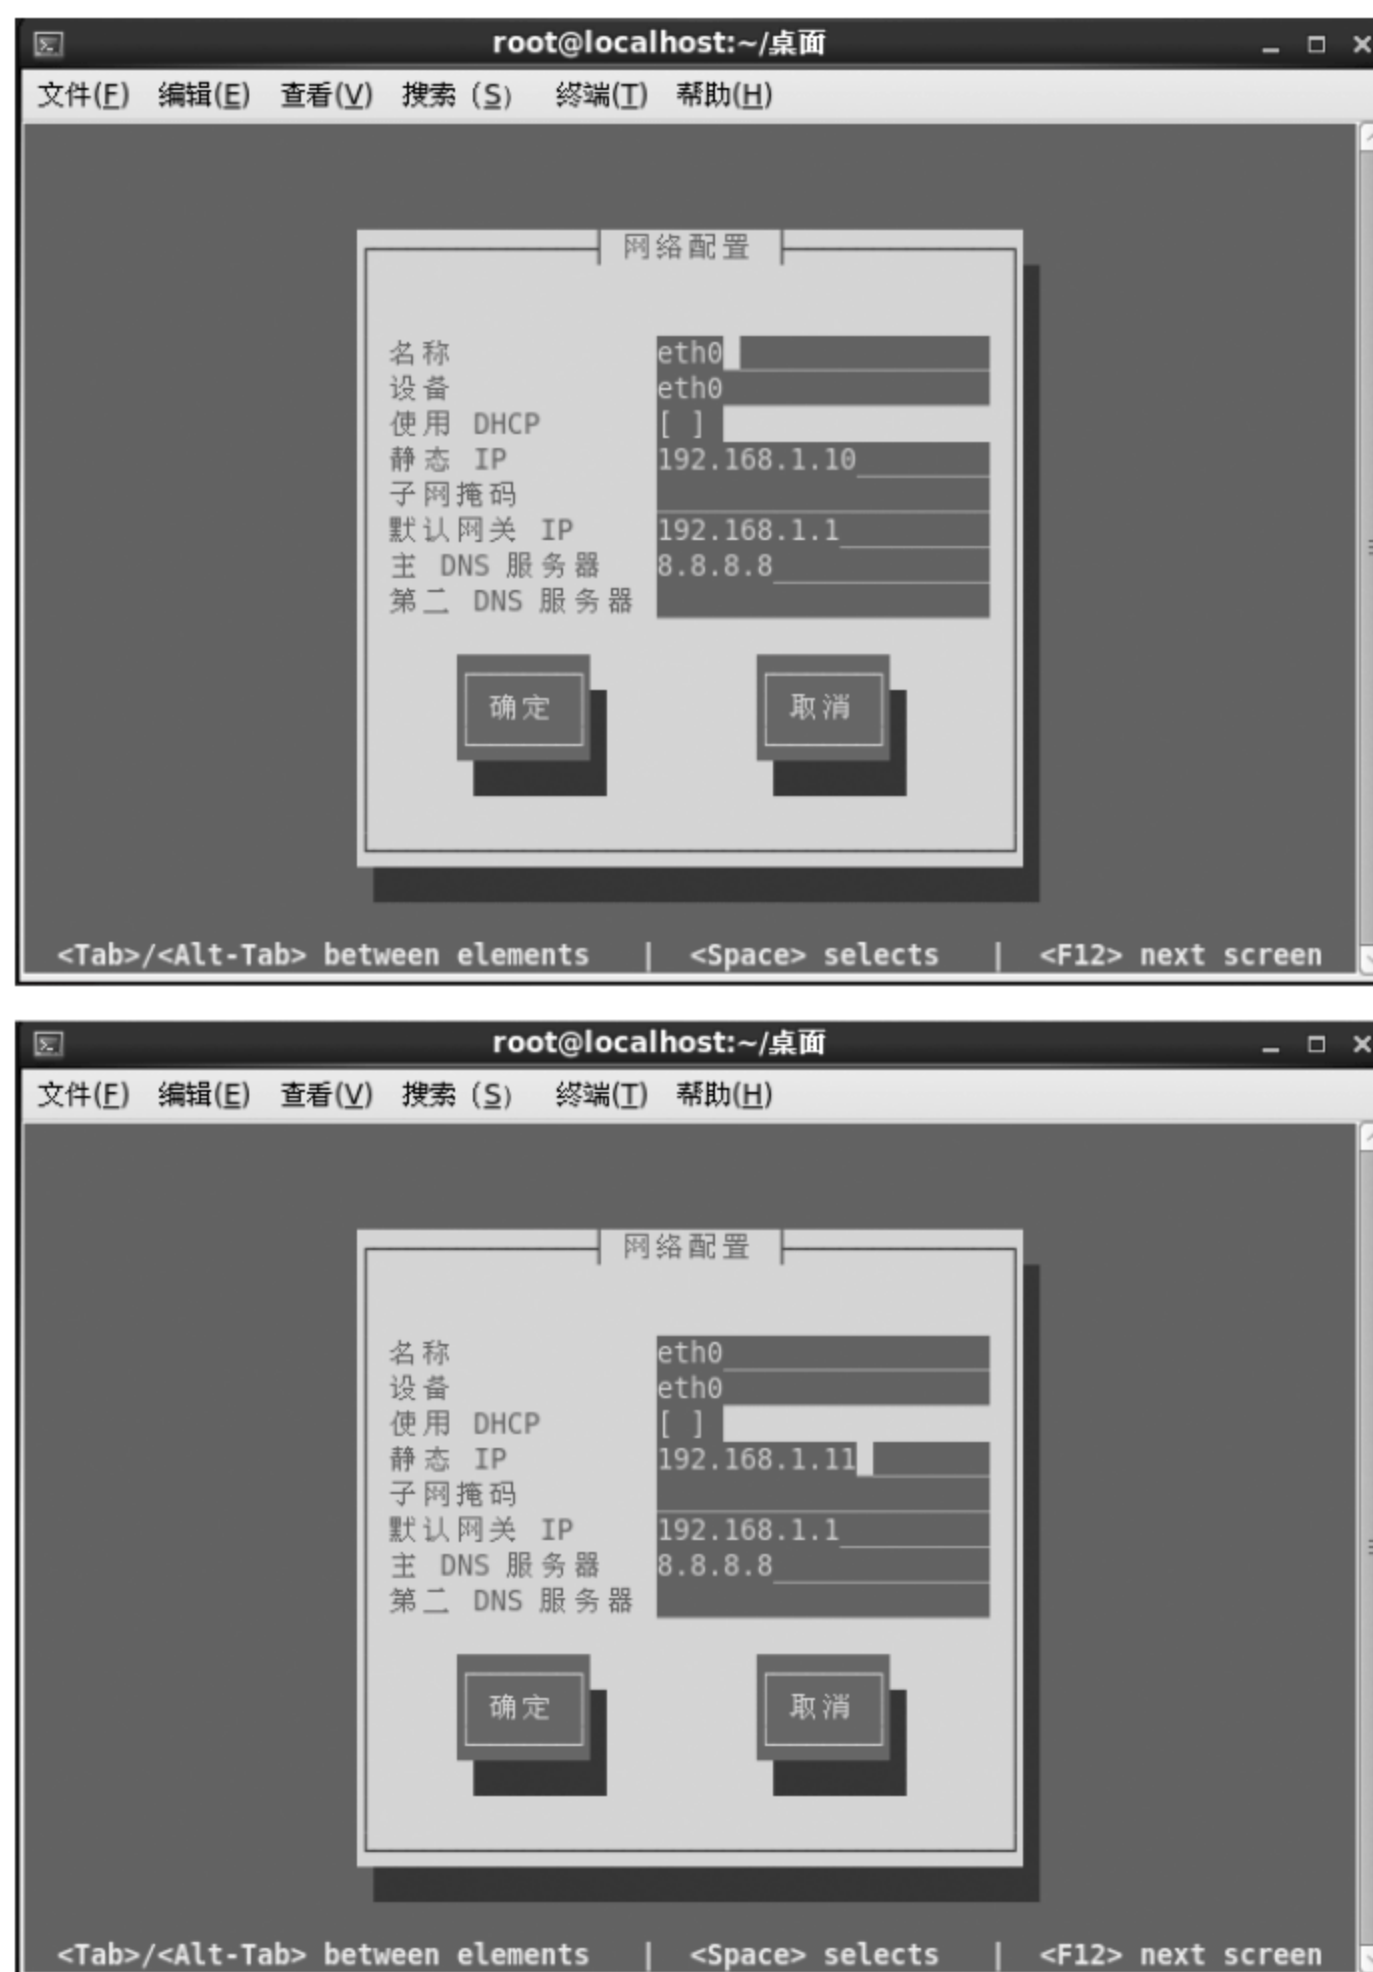 root@localhost:~/桌面
文件(F) 编辑(E) 查看(V) 搜索 (S) 终端(T) 帮助(H)
网络配置
名称 eth0
设备 eth0
使用 DHCP [ ]
静态 IP 192.168.1.10
子网掩码
默认网关 IP 192.168.1.1
主 DNS 服务器 8.8.8.8
第二 DNS 服务器
确定 取消
<Tab>/<Alt-Tab> between elements | <Space> selects | <F12> next screen
root@localhost:~/桌面
文件(F) 编辑(E) 查看(V) 搜索 (S) 终端(T) 帮助(H)
网络配置
名称 eth0
设备 eth0
使用 DHCP [ ]
静态 IP 192.168.1.11
子网掩码
默认网关 IP 192.168.1.1
主 DNS 服务器 8.8.8.8
第二 DNS 服务器
确定 取消
<Tab>/<Alt-Tab> between elements | <Space> selects | <F12> next screen